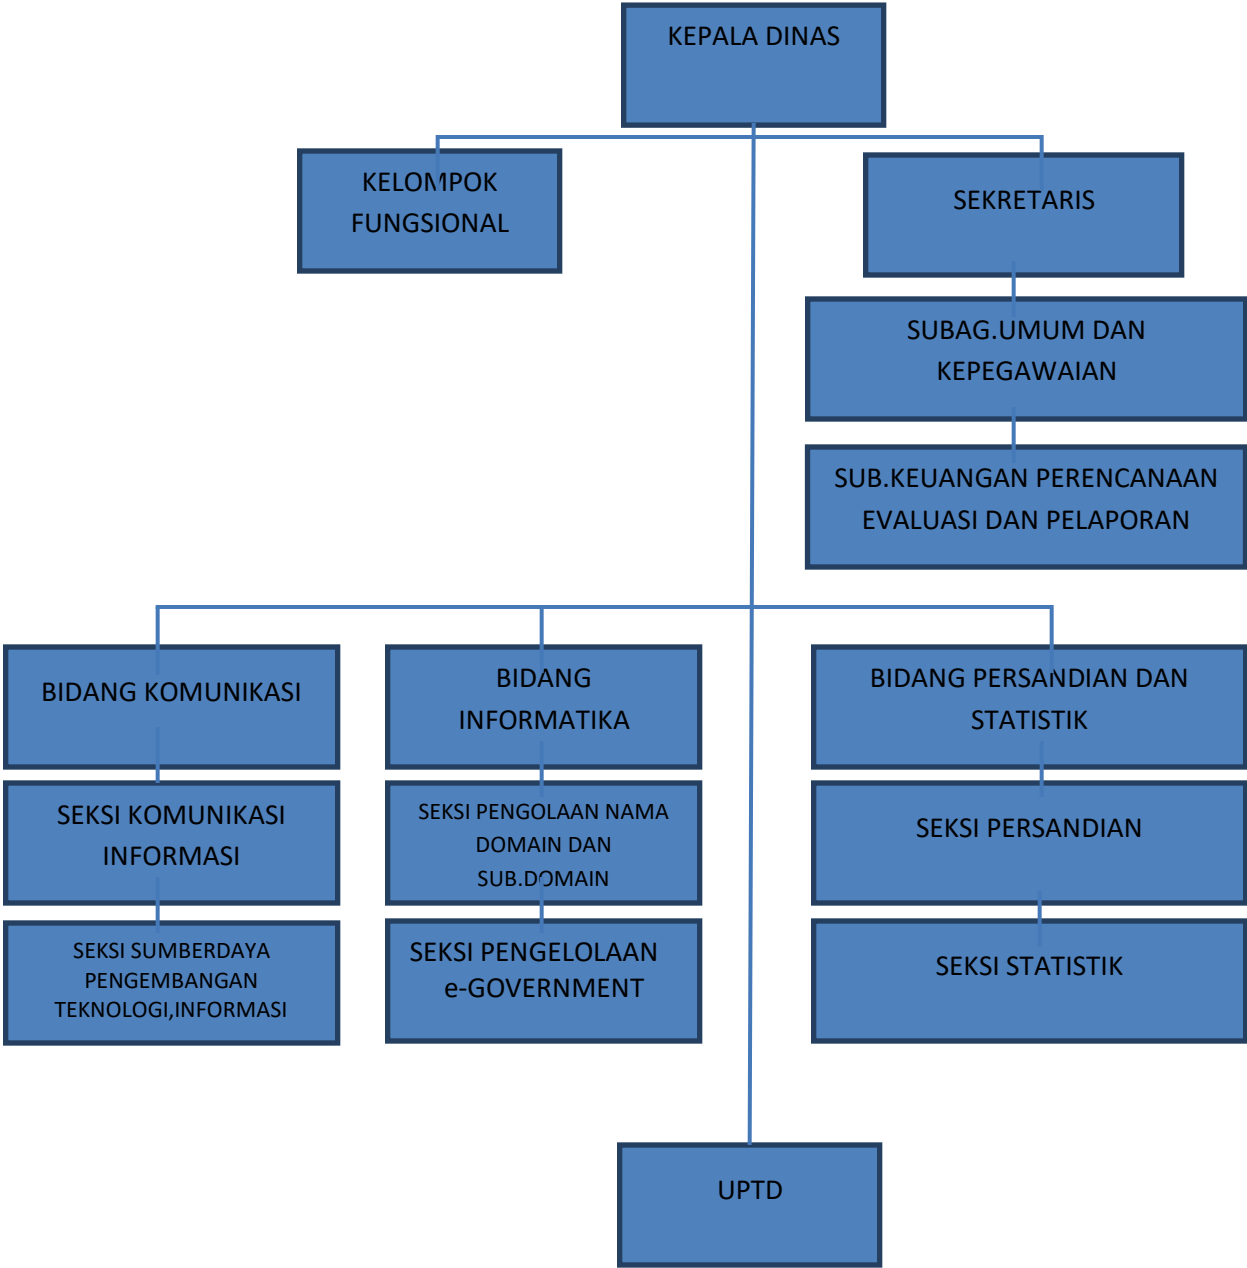 KEPALA DINAS
KELOMPOK
FUNGSIONAL
SEKRETARIS
SUBAG.UMUM DAN
KEPEGAWAIAN
SUB.KEUANGAN PERENCANAAN
EVALUASI DAN PELAPORAN
BIDANG KOMUNIKASI
BIDANG
INFORMATIKA
BIDANG PERSANDIAN DAN
STATISTIK
SEKSI KOMUNIKASI
INFORMASI
SEKSI PENGOLAAN NAMA
DOMAIN DAN
SUB.DOMAIN
SEKSI PERSANDIAN
SEKSI SUMBERDAYA
PENGEMBANGAN
TEKNOLOGI,INFORMASI
SEKSI PENGELOLAAN
e-GOVERNMENT
SEKSI STATISTIK
UPTD